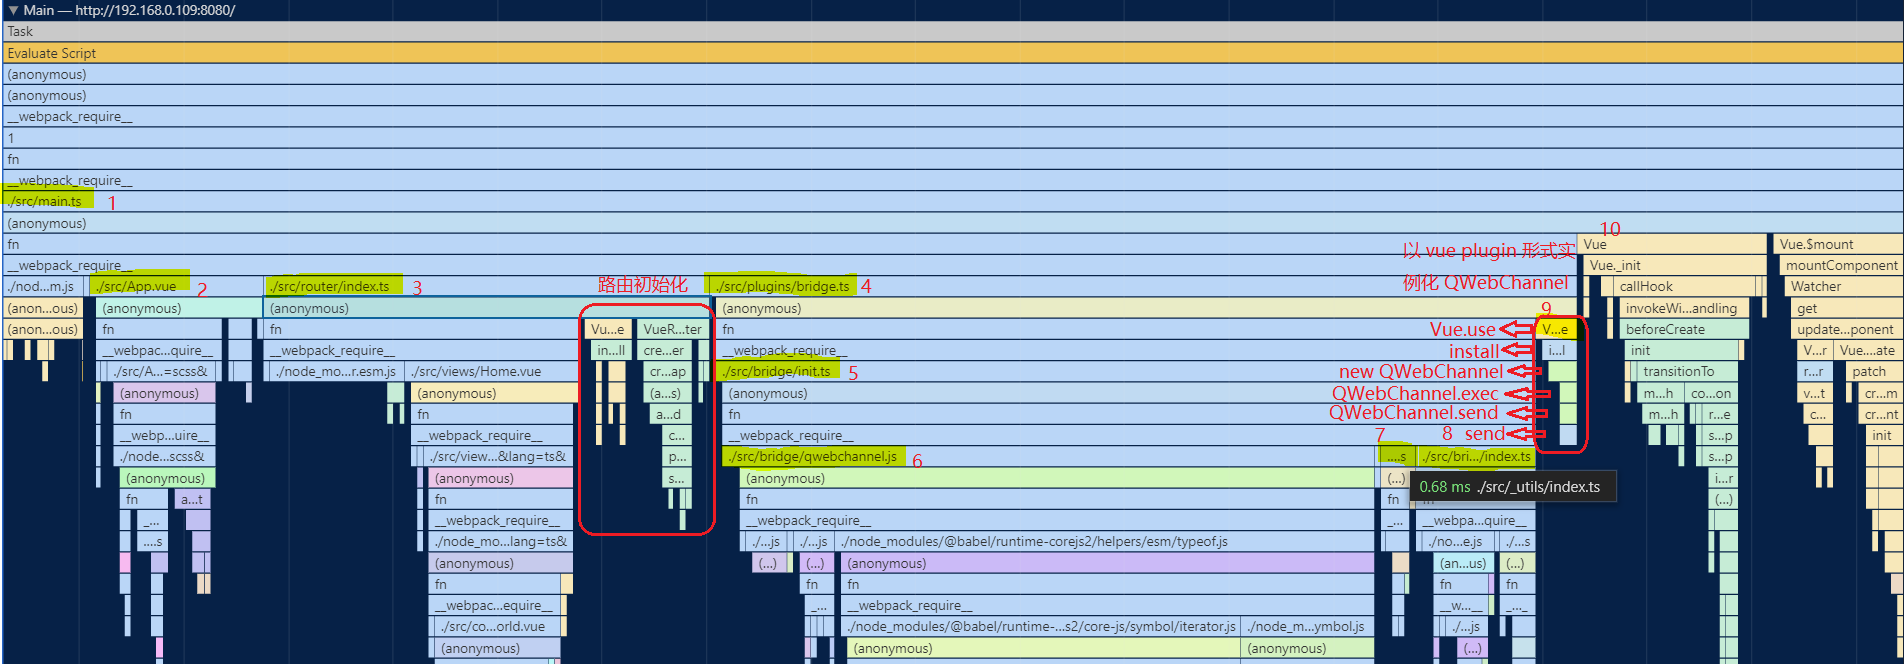 ▼ Main — http://192.168.0.109:8080/
Task
Evaluate Script
(anonymous)
(anonymous)
__webpack_require__
1
fn
__webpack_require__
./src/main.ts 1
(anonymous) 10
fn 以 vue plugin 形式实 Vue Vue.$mount
__webpack_require__ Vue._init mountComponent
./nod…m.js ./src/App.vue 2 ./src/router/index.ts 3 路由初始化 ./src/plugins/bridge.ts 4 例化 QWebChannel callHook Watcher
(anon…ous) (anonymous) (anonymous) (anonymous) 9 invokeWi…andling get
(anon…ous) fn fn Vu…e VueR…ter fn Vue.use V…e beforeCreate update…ponent
__webpac…quire__ __webpack_require__ in…ll cre…er __webpack_require__ install i…l init V…r Vue…ate
./src/A…=scss& ./node_mo…r.esm.js ./src/views/Home.vue cr…ap ./src/bridge/init.ts 5 new QWebChannel transitionTo r…r patch
(anonymous) (anonymous) (a…s) (anonymous) QWebChannel.exec m…h co…on v…t cr…m
fn fn a…d fn QWebChannel.send m…h r…e c… cr…nt
__webp…uire__ __webpack_require__ c… __webpack_require__ 7 8 send s…p init
./node…scss& ./src/view…&lang=ts& p… ./src/bridge/qwebchannel.js 6 ….s ./src/bri…/index.ts s…p
(anonymous) (anonymous) s… (anonymous) (…) 0.68 ms ./src/_utils/index.ts i…r
fn a…t fn fn fn (…)
_… __webpack_require__ __webpack_require__ _… __webpa…quire__
….s ./node_mo…lang=ts& ./…js ./…js ./node_modules/@babel/runtime-corejs2/helpers/esm/typeof.js ./no…e.js ./…s
(anonymous) (…) (…) (anonymous) (an…us) (…)
fn fn fn fn fn
__webpac…equire__ _… __webpack_require__ __w…__ _…_
./src/co…orld.vue ./node_modules/@babel/runtime-…s2/core-js/symbol/iterator.js ./node_m…ymbol.js ./…js
(anonymous) (anonymous) (anonymous) (…)